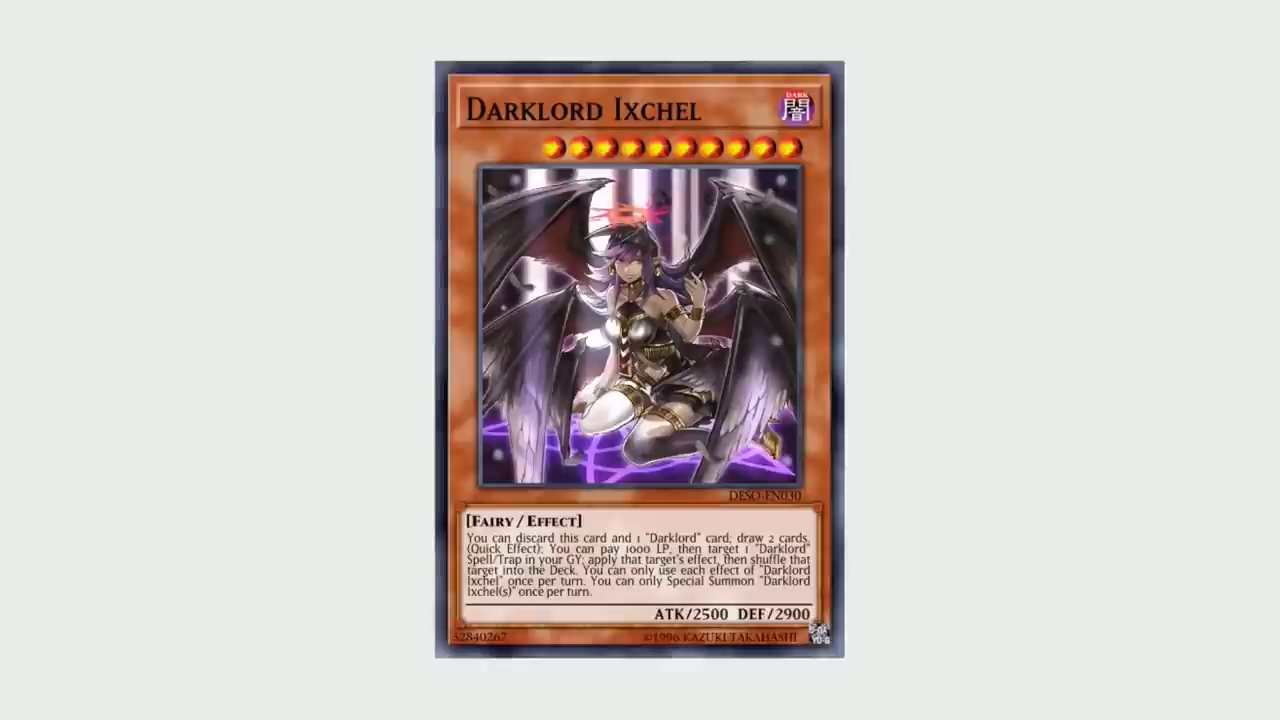 DARKLORD IXCHEL
DARK
闇
DESO-EN030
[FAIRY / EFFECT]
You can discard this card and 1 "Darklord" card; draw 2 cards.
(Quick Effect): You can pay 1000 LP, then target 1 "Darklord"
Spell/Trap in your GY; apply that target's effect, then shuffle that
target into the Deck. You can only use each effect of "Darklord
Ixchel" once per turn. You can only Special Summon "Darklord
Ixchel(s)" once per turn.
ATK/2500 DEF/2900
52840267
©1996 KAZUKI TAKAHASHI